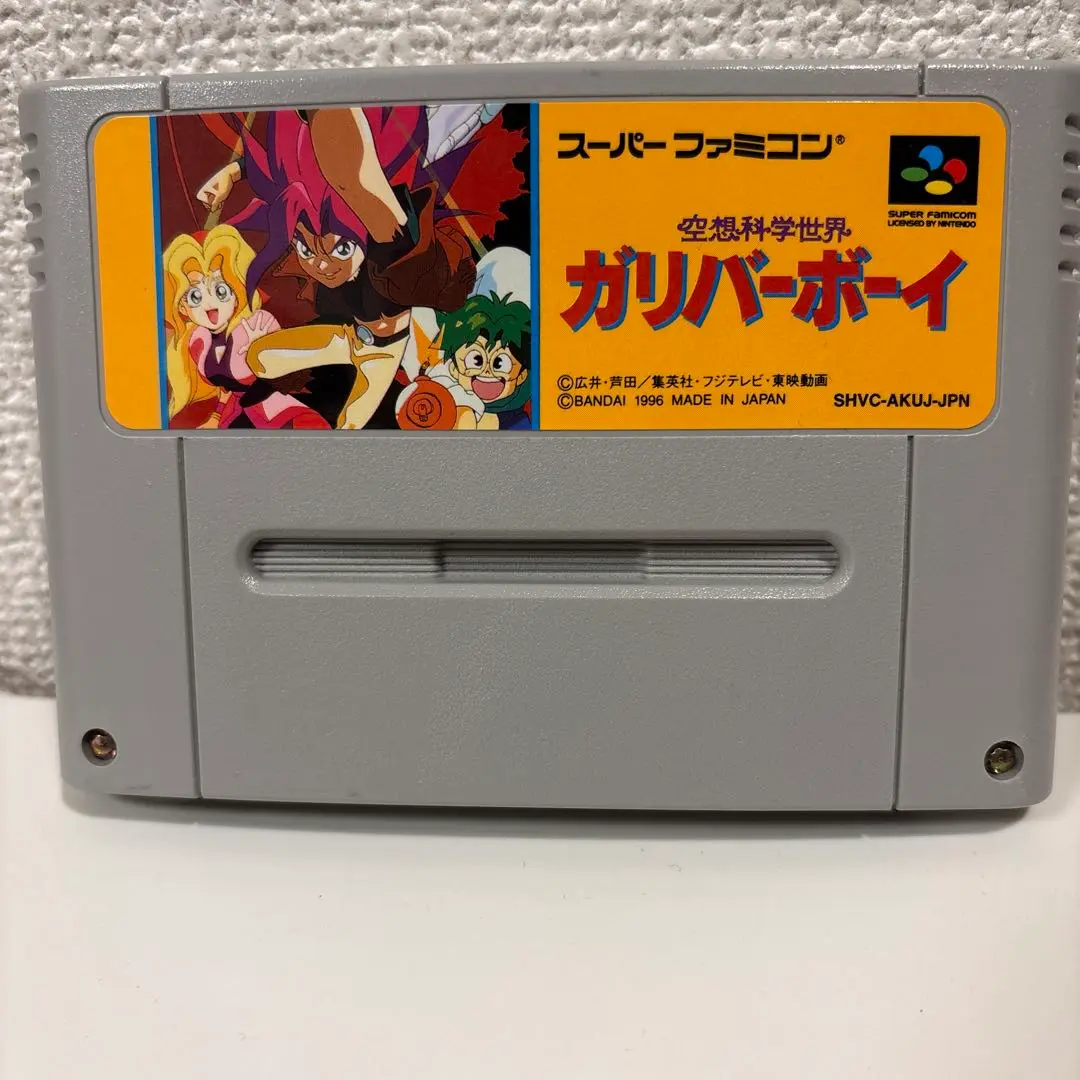 スーパーファミコン®
SUPER FAMICOM
LICENSED BY NINTENDO
空想科学世界
ガリバーボーイ
©広井・芦田／集英社・フジテレビ・東映動画
©BANDAI 1996 MADE IN JAPAN
SHVC-AKUJ-JPN